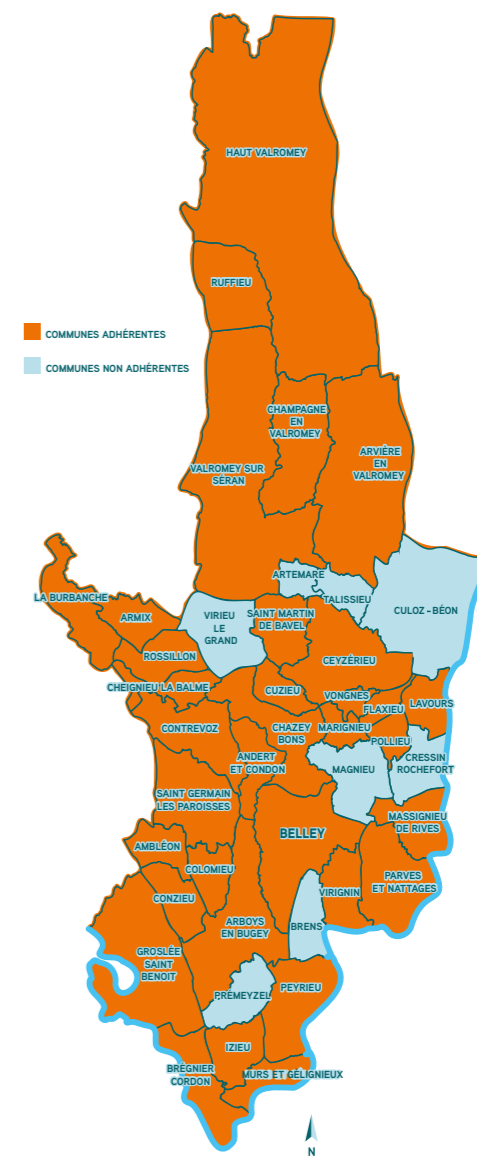 HAUT VALROMEY
RUFFIEU
COMMUNES ADHÉRENTES
COMMUNES NON ADHÉRENTES
CHAMPAGNE
EN
VALROMEY
ARVIÈRE
EN
VALROMEY
VALROMEY SUR
SÉRAN
ARTEMARE
TALISSIEU
CULOZ-BÉON
LA BURBANCHE
ARMIX
VIRIEU
LE
GRAND
SAINT MARTIN
DE BAVEL
ROSSILLON
CEYZÉRIEU
CHEIGNIEU LA BALME
CUZIEU
VONGNES
FLAXIEU
LAVOURS
CONTREVOZ
CHAZEY
BONS
MARIGNIEU
POLLIEU
ANDERT
ET CONDON
MAGNIEU
CRESSIN
ROCHEFORT
SAINT GERMAIN
LES PAROISSES
MASSIGNIEU
DE RIVES
BELLEY
AMBLÉON
COLOMIEU
PARVES
ET NATTAGES
VIRIGNIN
CONZIEU
ARBOYS
EN BUGEY
BRENS
GROSLÉE
SAINT
BENOIT
PRÉMEYZEL
PEYRIEU
IZIEU
BRÉGNIER
CORDON
MURS ET GÉLIGNIEUX
N